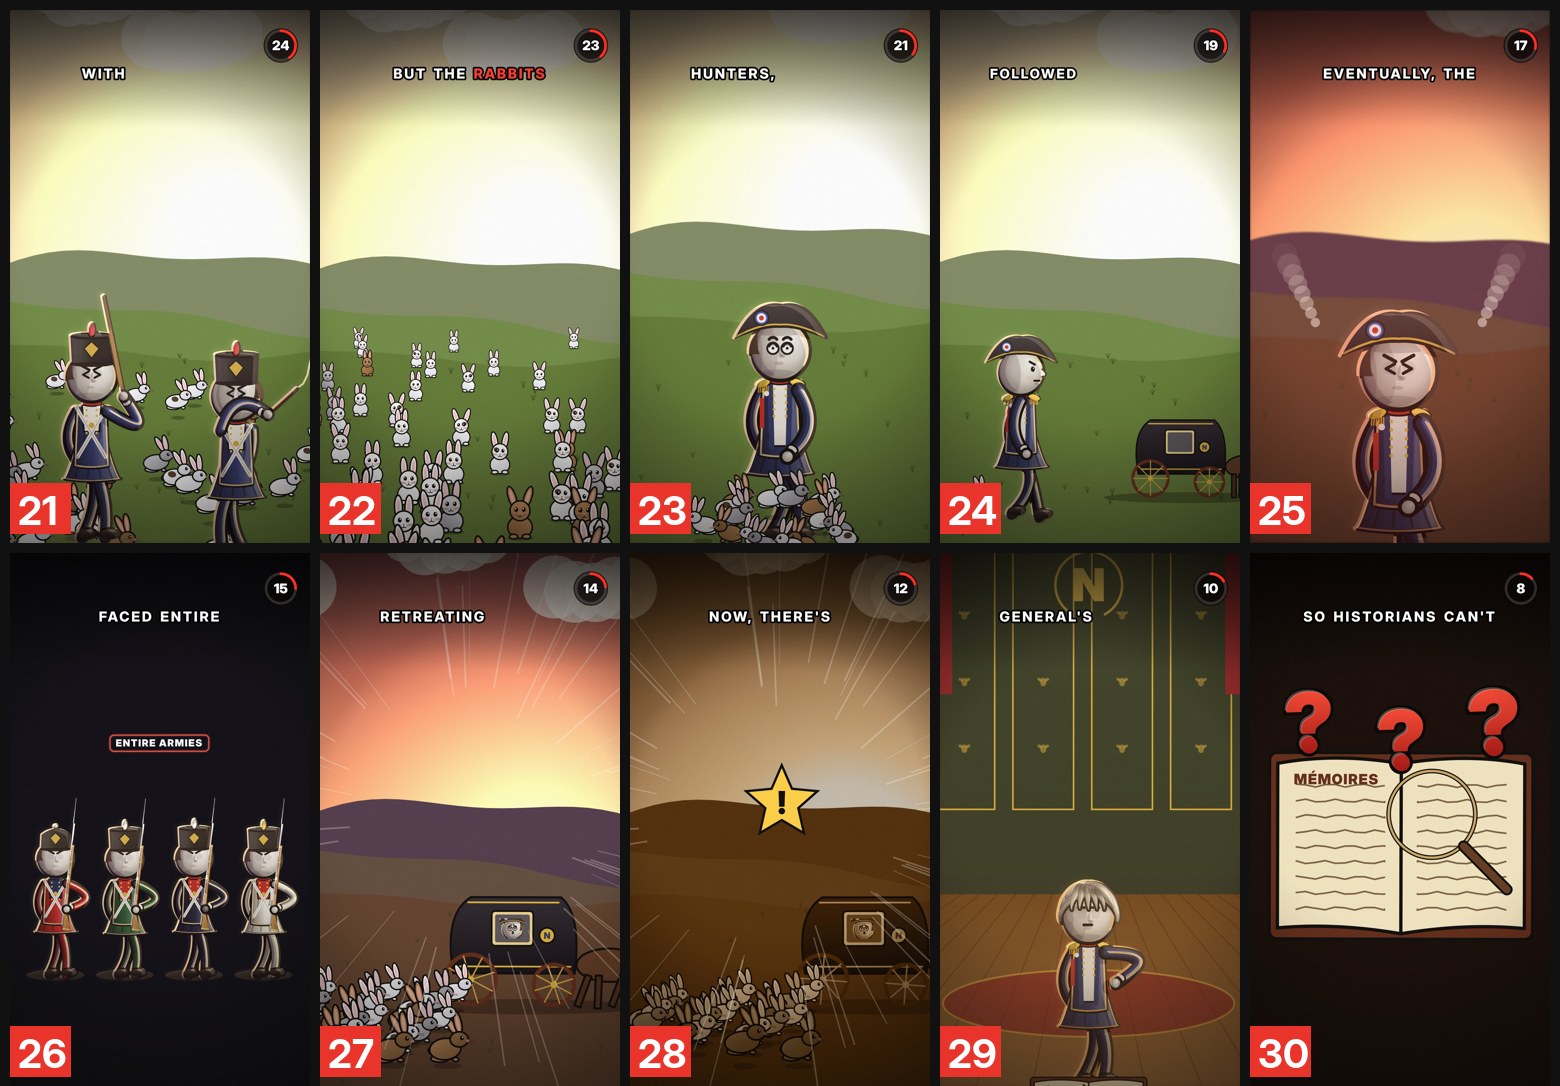 24
WITH
21
23
BUT THE RABBITS
22
21
HUNTERS,
23
19
FOLLOWED
24
17
EVENTUALLY, THE
25
15
FACED ENTIRE
ENTIRE ARMIES
26
14
RETREATING
N
27
12
NOW, THERE'S
!
N
28
N
10
GENERAL'S
29
8
SO HISTORIANS CAN'T
? ? ?
MÉMOIRES
30